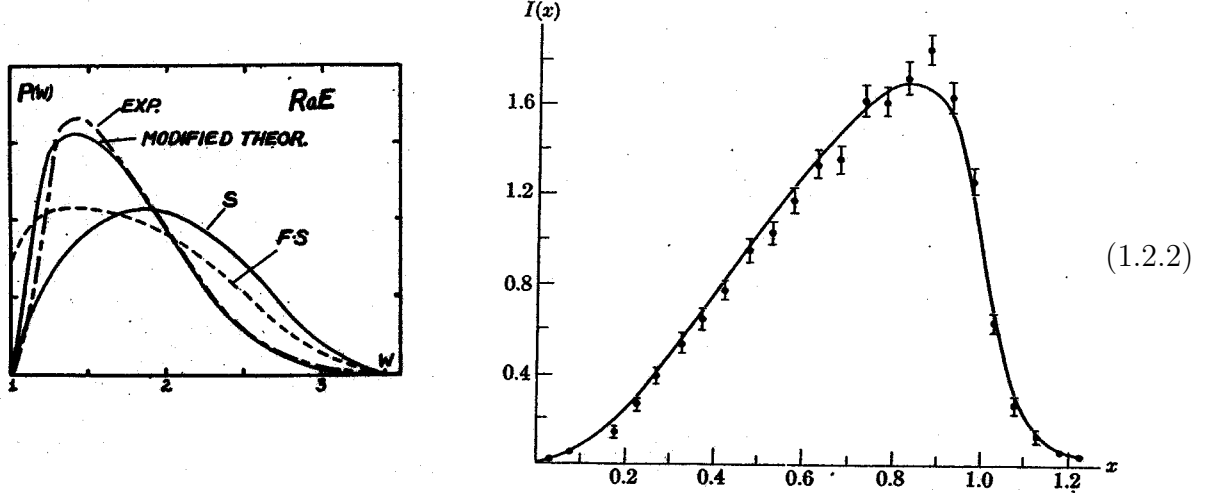 P(W)
EXP.
RaE
MODIFIED THEOR.
S
F·S
W
1 2 3
I(x)
1.6
1.2
0.8
0.4
0.2 0.4 0.6 0.8 1.0 1.2 x
(1.2.2)